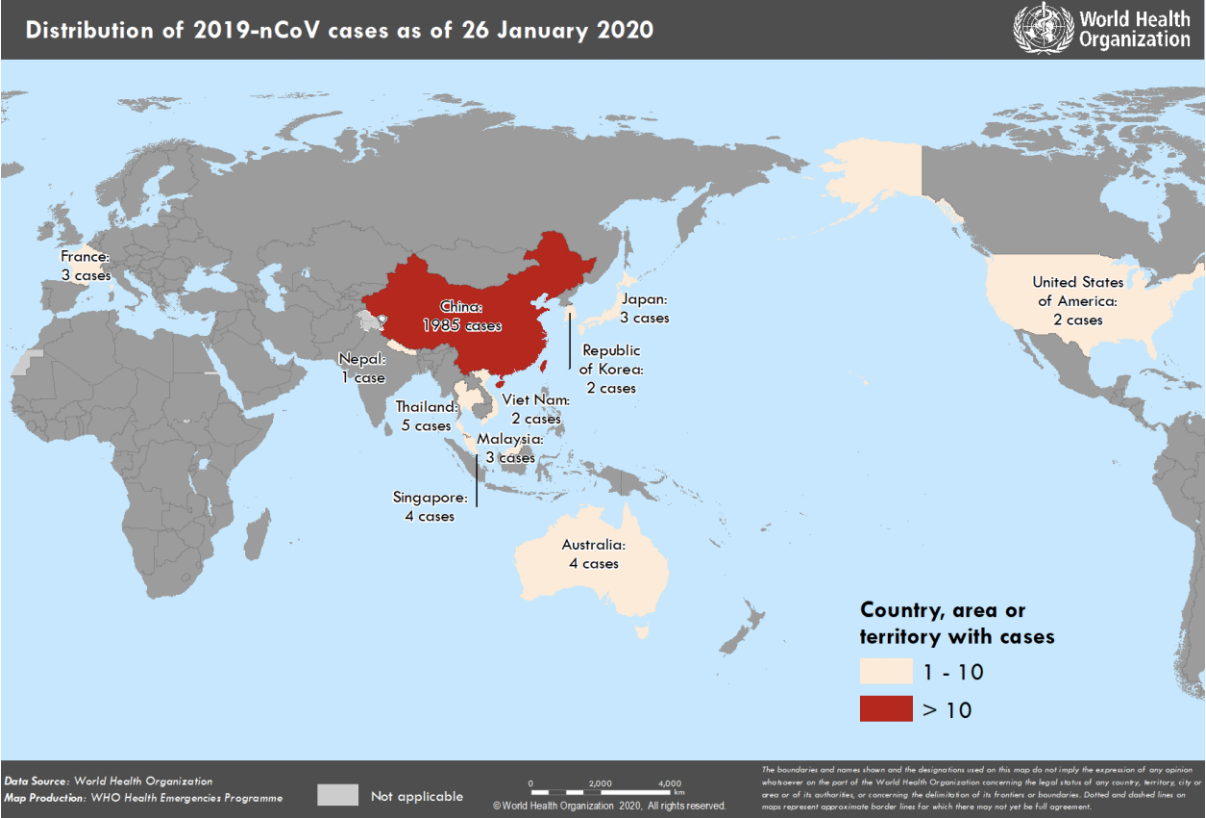 Distribution of 2019-nCoV cases as of 26 January 2020
World Health
Organization
France:
3 cases
China:
1985 cases
Japan:
3 cases
United States
of America:
2 cases
Nepal:
1 case
Republic
of Korea:
2 cases
Thailand:
5 cases
Viet Nam:
2 cases
Malaysia:
3 cases
Singapore:
4 cases
Australia:
4 cases
Country, area or
territory with cases
1 - 10
> 10
Data Source: World Health Organization
Map Production: WHO Health Emergencies Programme
Not applicable
0 2,000 4,000
km
© World Health Organization 2020, All rights reserved.
The boundaries and names shown and the designations used on this map do not imply the expression of any opinion
whatsoever on the part of the World Health Organization concerning the legal status of any country, territory, city or
area or of its authorities, or concerning the delimitation of its frontiers or boundaries. Dotted and dashed lines on
maps represent approximate border lines for which there may not yet be full agreement.